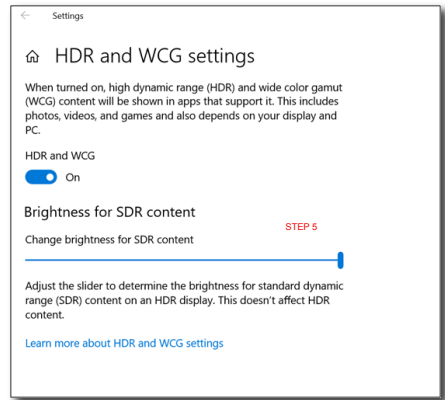 Settings
HDR and WCG settings
When turned on, high dynamic range (HDR) and wide color gamut
(WCG) content will be shown in apps that support it. This includes
photos, videos, and games and also depends on your display and
PC.
HDR and WCG
On
Brightness for SDR content
STEP 5
Change brightness for SDR content
Adjust the slider to determine the brightness for standard dynamic
range (SDR) content on an HDR display. This doesn't affect HDR
content.
Learn more about HDR and WCG settings